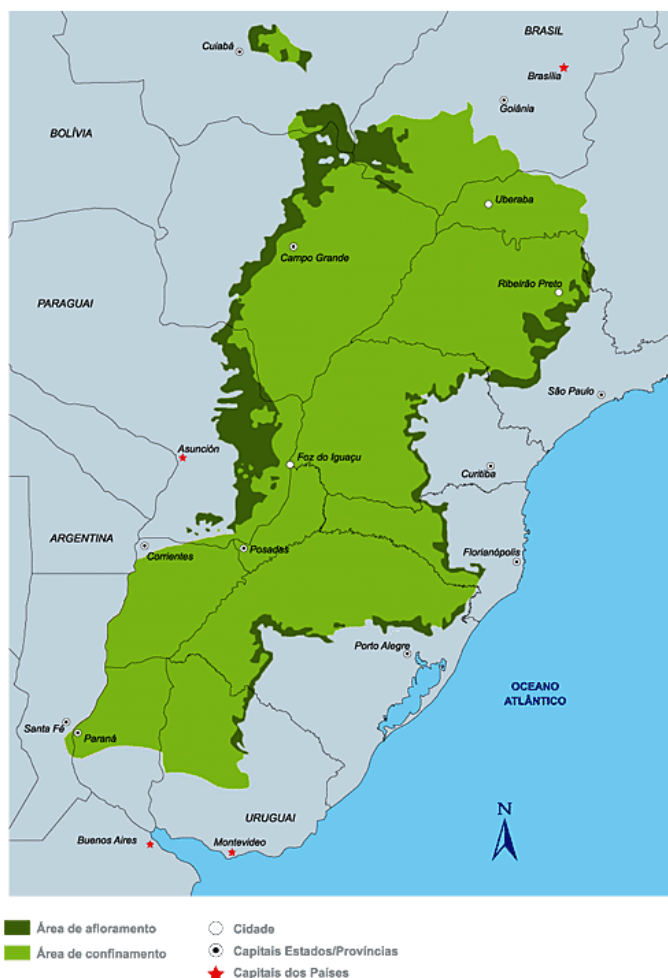 BRASIL
Cuiabá
Brasília
Goiânia
BOLÍVIA
Uberaba
Campo Grande
Ribeirão Preto
PARAGUAI
São Paulo
Asunción
Foz do Iguaçu
Curitiba
ARGENTINA
Corrientes
Posadas
Florianópolis
Porto Alegre
OCEANO
ATLÂNTICO
Santa Fé
Paraná
N
URUGUAI
Buenos Aires
Montevideo
Área de afloramento
Área de confinamento
Cidade
Capitais Estados/Províncias
Capitais dos Países